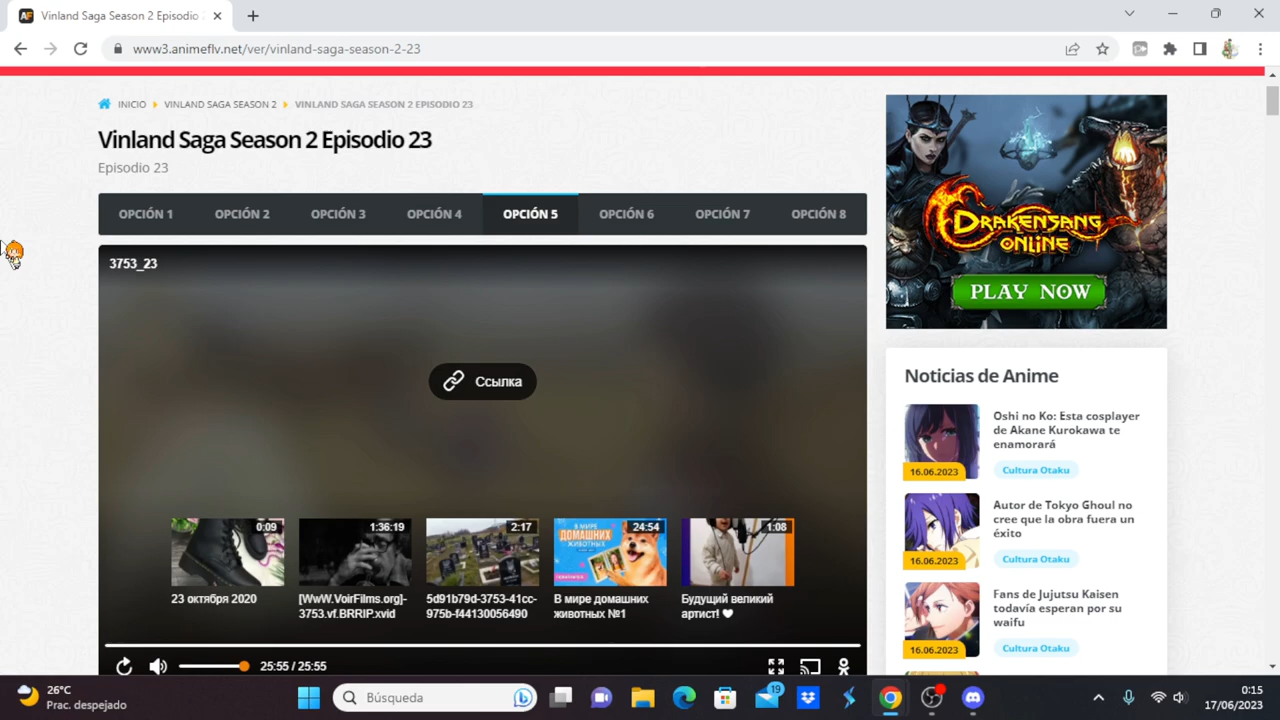 Vinland Saga Season 2 Episodio
www3.animeflv.net/ver/vinland-saga-season-2-23
INICIO VINLAND SAGA SEASON 2 VINLAND SAGA SEASON 2 EPISODIO 23
Vinland Saga Season 2 Episodio 23
Episodio 23
OPCIÓN 1 OPCIÓN 2 OPCIÓN 3 OPCIÓN 4 OPCIÓN 5 OPCIÓN 6 OPCIÓN 7 OPCIÓN 8
3753_23
Ссылка
0:09
23 октября 2020
1:36:19
[WwW.VoirFilms.org]-
3753.vf.BRRIP.xvid
2:17
5d91b79d-3753-41cc-
975b-f44130056490
В МИРЕ
ДОМАШНИХ
ЖИВОТНЫХ
24:54
В мире домашних
животных №1
1:08
Будущий великий
артист!
25:55 / 25:55
DRAKENSANG
ONLINE
PLAY NOW
Noticias de Anime
16.06.2023
Oshi no Ko: Esta cosplayer
de Akane Kurokawa te
enamorará
Cultura Otaku
16.06.2023
Autor de Tokyo Ghoul no
cree que la obra fuera un
éxito
Cultura Otaku
16.06.2023
Fans de Jujutsu Kaisen
todavía esperan por su
waifu
Cultura Otaku
26°C
Prac. despejado
Búsqueda
19
0:15
17/06/2023